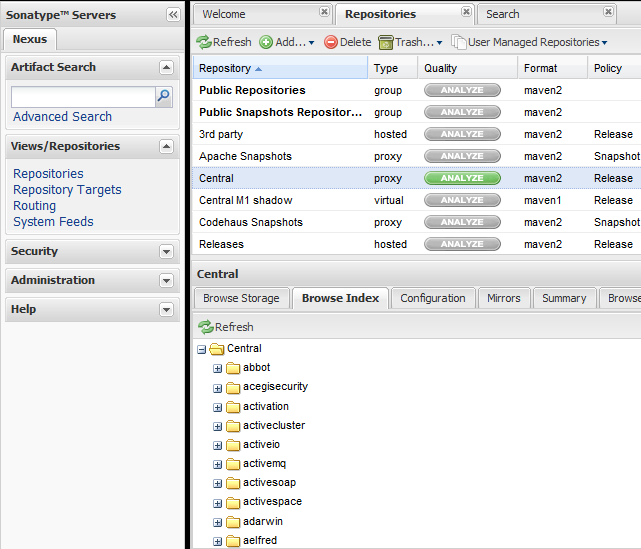 Sonatype™ Servers
Nexus
Artifact Search
Advanced Search
Views/Repositories
Repositories
Repository Targets
Routing
System Feeds
Security
Administration
Help
Welcome Repositories Search
Refresh Add... Delete Trash... User Managed Repositories
Repository Type Quality Format Policy
Public Repositories group ANALYZE maven2
Public Snapshots Repositor... group ANALYZE maven2
3rd party hosted ANALYZE maven2 Release
Apache Snapshots proxy ANALYZE maven2 Snapshot
Central proxy ANALYZE maven2 Release
Central M1 shadow virtual ANALYZE maven1 Release
Codehaus Snapshots proxy ANALYZE maven2 Snapshot
Releases hosted ANALYZE maven2 Release
Central
Browse Storage Browse Index Configuration Mirrors Summary Browse
Refresh
Central
abbot
acegisecurity
activation
activecluster
activeio
activemq
activesoap
activespace
adarwin
aelfred